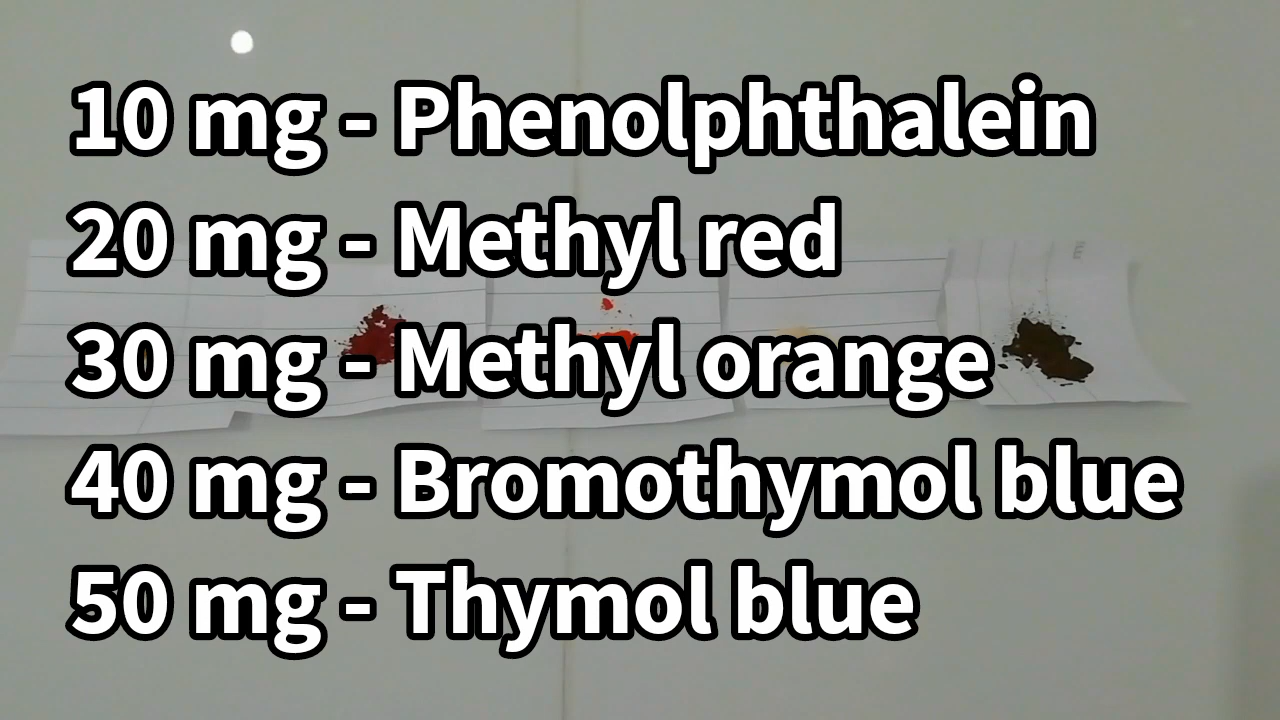 10 mg - Phenolphthalein
20 mg - Methyl red
30 mg - Methyl orange
40 mg - Bromothymol blue
50 mg - Thymol blue